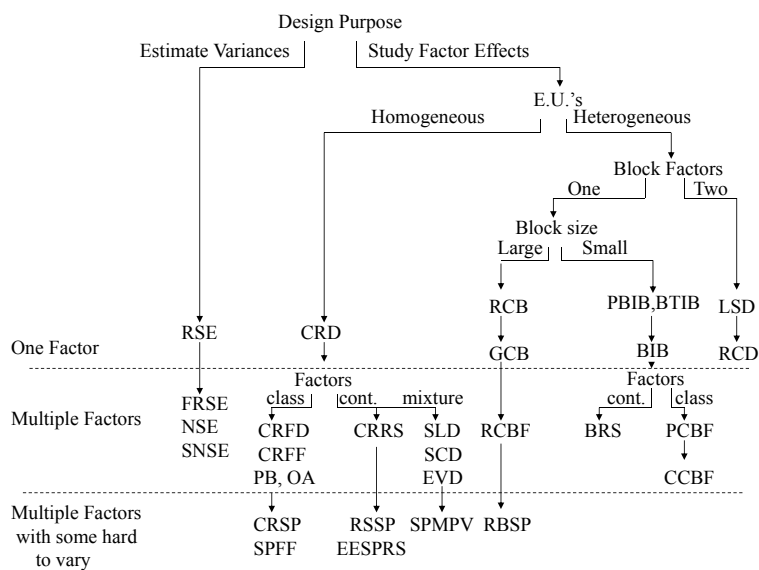 Design Purpose
Estimate Variances
Study Factor Effects
E.U.'s
Homogeneous
Heterogeneous
Block Factors
One
Two
Block size
Large
Small
RCB
PBIB,BTIB
LSD
RSE
CRD
One Factor
GCB
BIB
RCD
Factors
Factors
class
cont.
mixture
cont.
class
Multiple Factors
FRSE
NSE
SNSE
CRFD
CRFF
PB, OA
CRRS
SLD
SCD
EVD
RCBF
BRS
PCBF
CCBF
Multiple Factors
with some hard
to vary
CRSP
SPFF
RSSP
EESPRS
SPMPV
RBSP